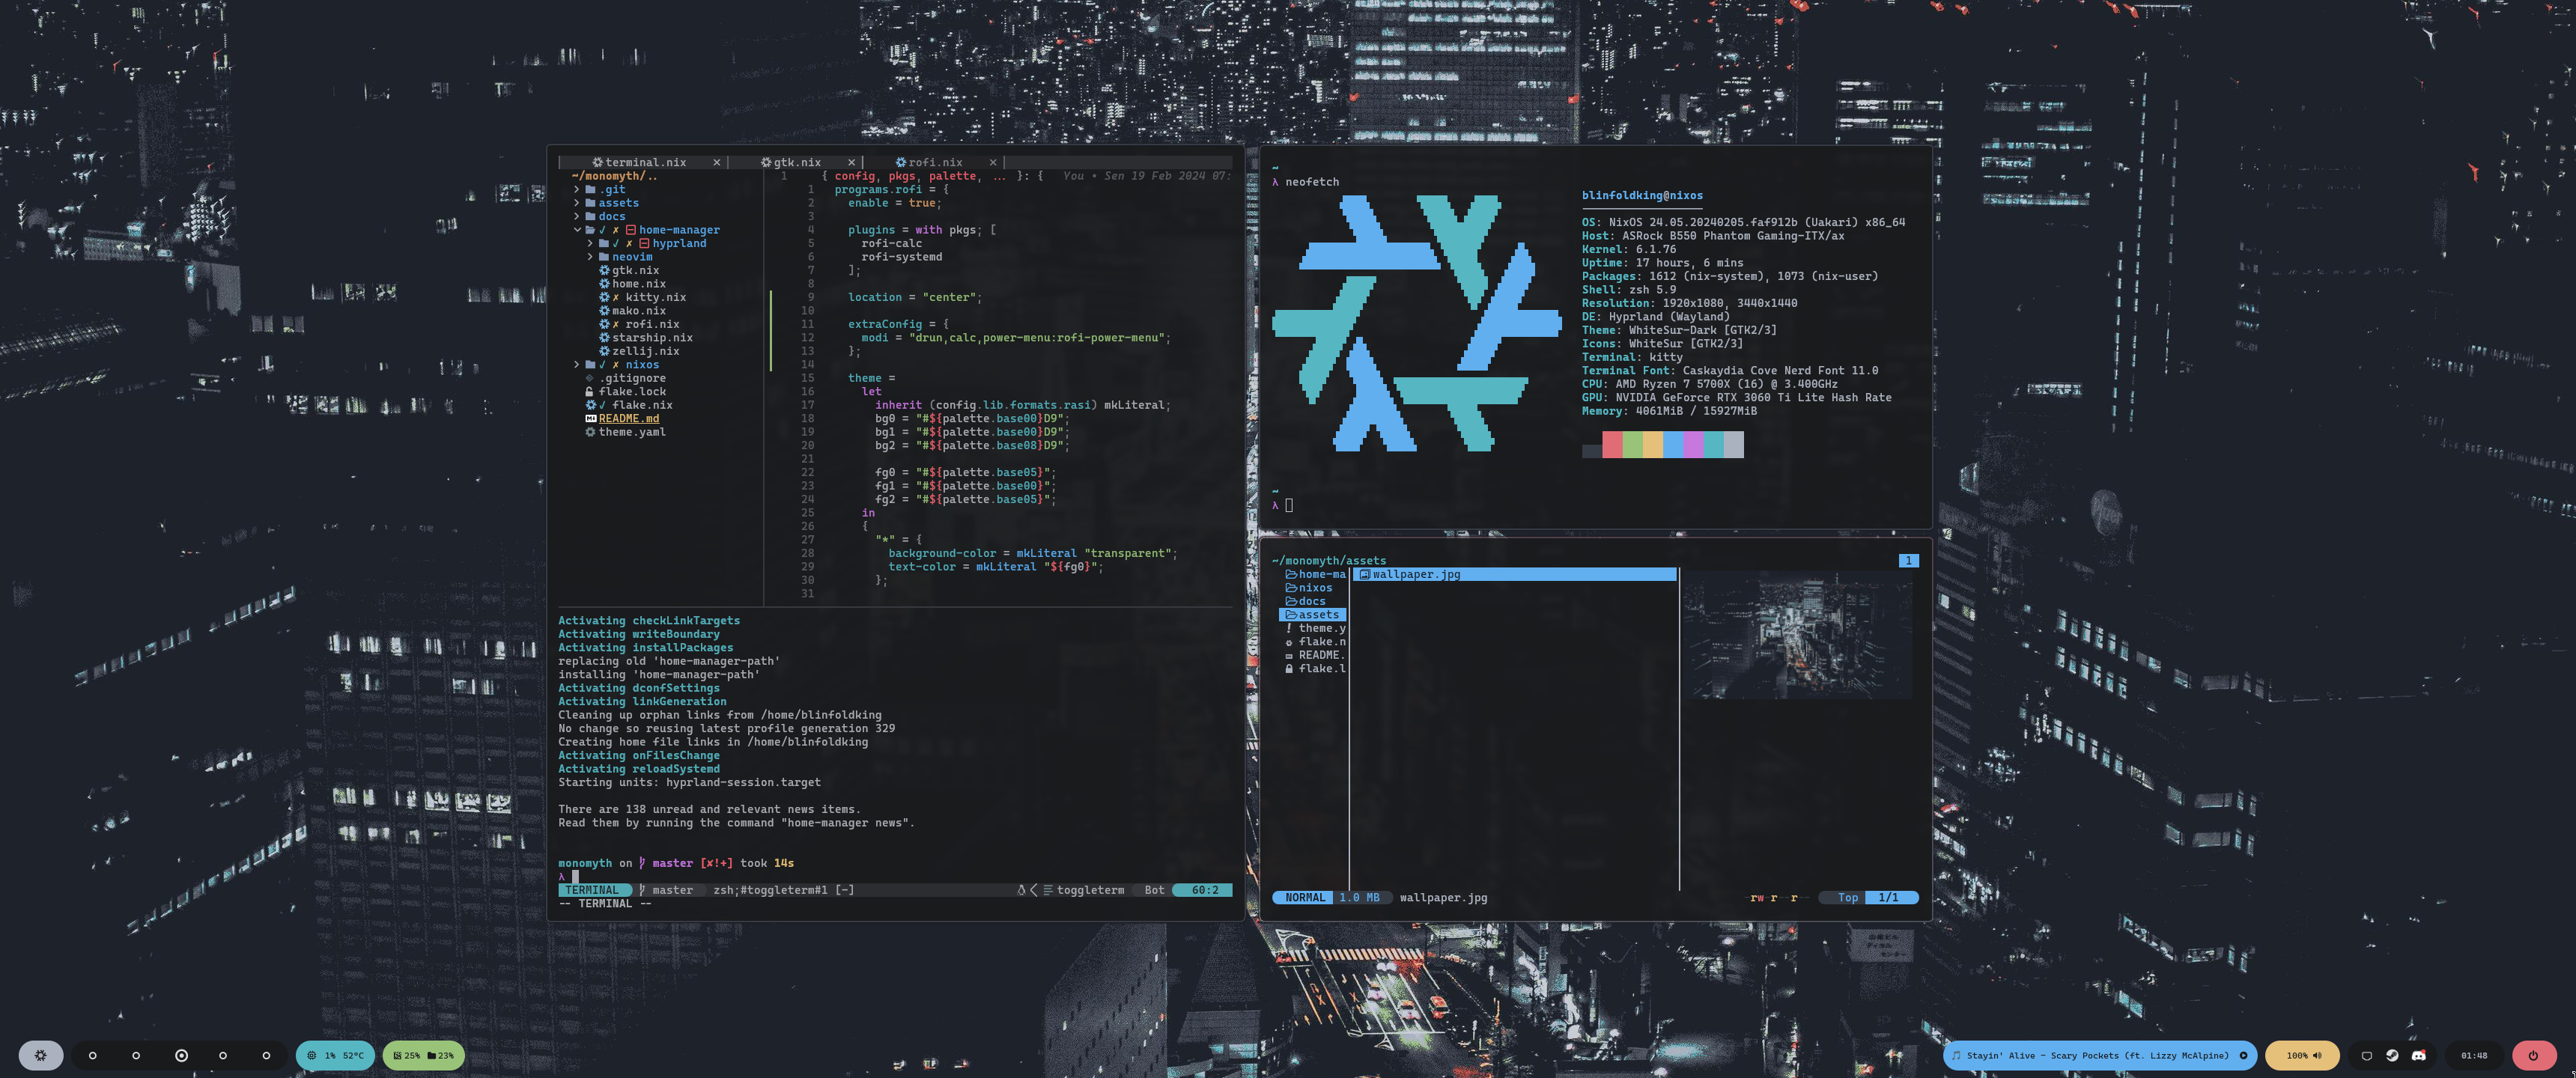 terminal.nix × gtk.nix × rofi.nix ×
~/monomyth/..
.git
assets
docs
✓ ✗ home-manager
✓ ✗ hyprland
neovim
gtk.nix
home.nix
✗ kitty.nix
mako.nix
✗ rofi.nix
starship.nix
zellij.nix
✓ ✗ nixos
.gitignore
flake.lock
✓ flake.nix
README.md
theme.yaml
1 { config, pkgs, palette, ... }: { You • Sen 19 Feb 2024 07:
1 programs.rofi = {
2 enable = true;
3
4 plugins = with pkgs; [
5 rofi-calc
6 rofi-systemd
7 ];
8
9 location = "center";
10
11 extraConfig = {
12 modi = "drun,calc,power-menu:rofi-power-menu";
13 };
14
15 theme =
16 let
17 inherit (config.lib.formats.rasi) mkLiteral;
18 bg0 = "#${palette.base00}D9";
19 bg1 = "#${palette.base00}D9";
20 bg2 = "#${palette.base08}D9";
21
22 fg0 = "#${palette.base05}";
23 fg1 = "#${palette.base00}";
24 fg2 = "#${palette.base05}";
25 in
26 {
27 "*" = {
28 background-color = mkLiteral "transparent";
29 text-color = mkLiteral "${fg0}";
30 };
31
Activating checkLinkTargets
Activating writeBoundary
Activating installPackages
replacing old 'home-manager-path'
installing 'home-manager-path'
Activating dconfSettings
Activating linkGeneration
Cleaning up orphan links from /home/blinfoldking
No change so reusing latest profile generation 329
Creating home file links in /home/blinfoldking
Activating onFilesChange
Activating reloadSystemd
Starting units: hyprland-session.target
There are 138 unread and relevant news items.
Read them by running the command "home-manager news".
monomyth on master [✘!+] took 14s
λ
TERMINAL master zsh;#toggleterm#1 [-] toggleterm Bot 60:2
-- TERMINAL --
~
λ neofetch
blinfoldking@nixos
OS: NixOS 24.05.20240205.faf912b (Uakari) x86_64
Host: ASRock B550 Phantom Gaming-ITX/ax
Kernel: 6.1.76
Uptime: 17 hours, 6 mins
Packages: 1612 (nix-system), 1073 (nix-user)
Shell: zsh 5.9
Resolution: 1920x1080, 3440x1440
DE: Hyprland (Wayland)
Theme: WhiteSur-Dark [GTK2/3]
Icons: WhiteSur [GTK2/3]
Terminal: kitty
Terminal Font: Caskaydia Cove Nerd Font 11.0
CPU: AMD Ryzen 7 5700X (16) @ 3.400GHz
GPU: NVIDIA GeForce RTX 3060 Ti Lite Hash Rate
Memory: 4061MiB / 15927MiB
~
λ
~/monomyth/assets 1
home-ma
nixos
docs
assets
theme.y
flake.n
README.
flake.l
wallpaper.jpg
NORMAL 1.0 MB wallpaper.jpg -rw-r--r-- Top 1/1
1% 52°C 25% 23%
Stayin' Alive - Scary Pockets (ft. Lizzy McAlpine) 100% 01:48